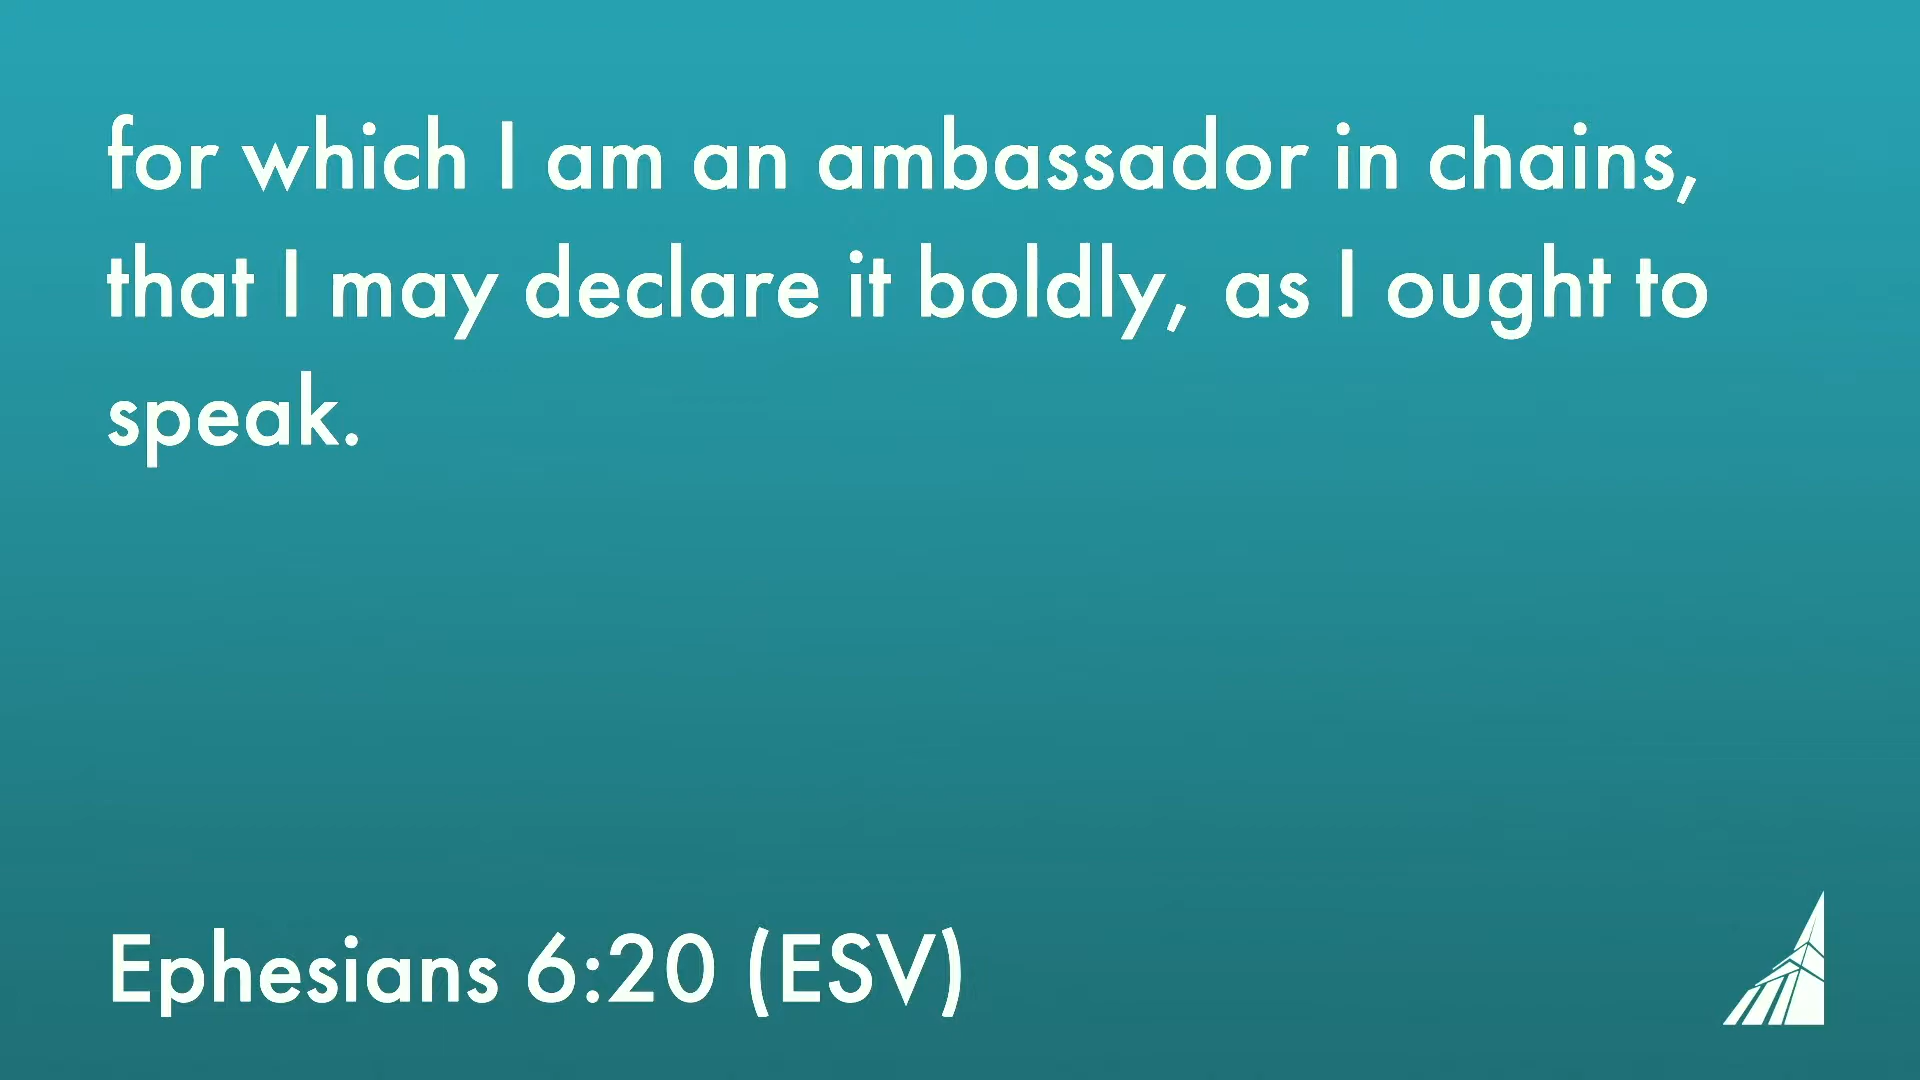 for which I am an ambassador in chains,
that I may declare it boldly, as I ought to
speak.
Ephesians 6:20 (ESV)